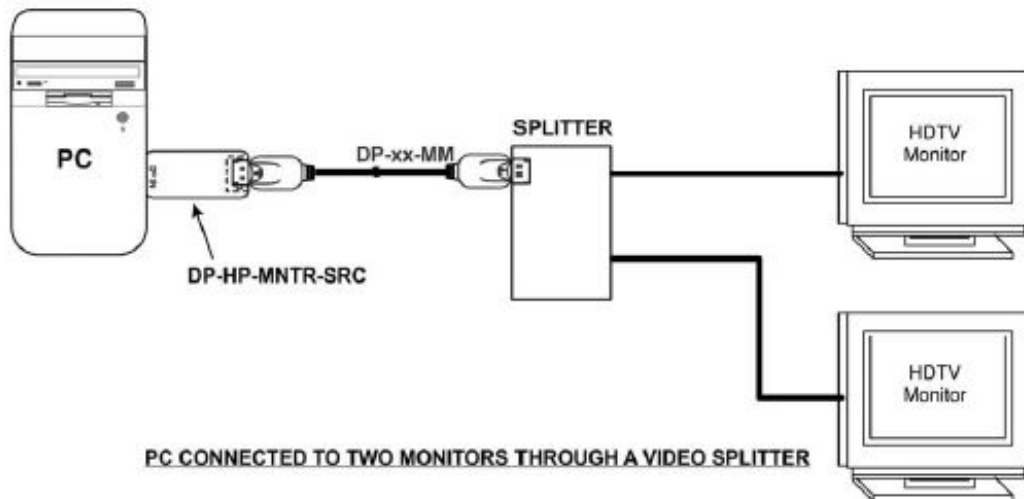 PC
DP-HP-MNTR-SRC
DP-xx-MM
SPLITTER
HDTV
Monitor
HDTV
Monitor
PC CONNECTED TO TWO MONITORS THROUGH A VIDEO SPLITTER